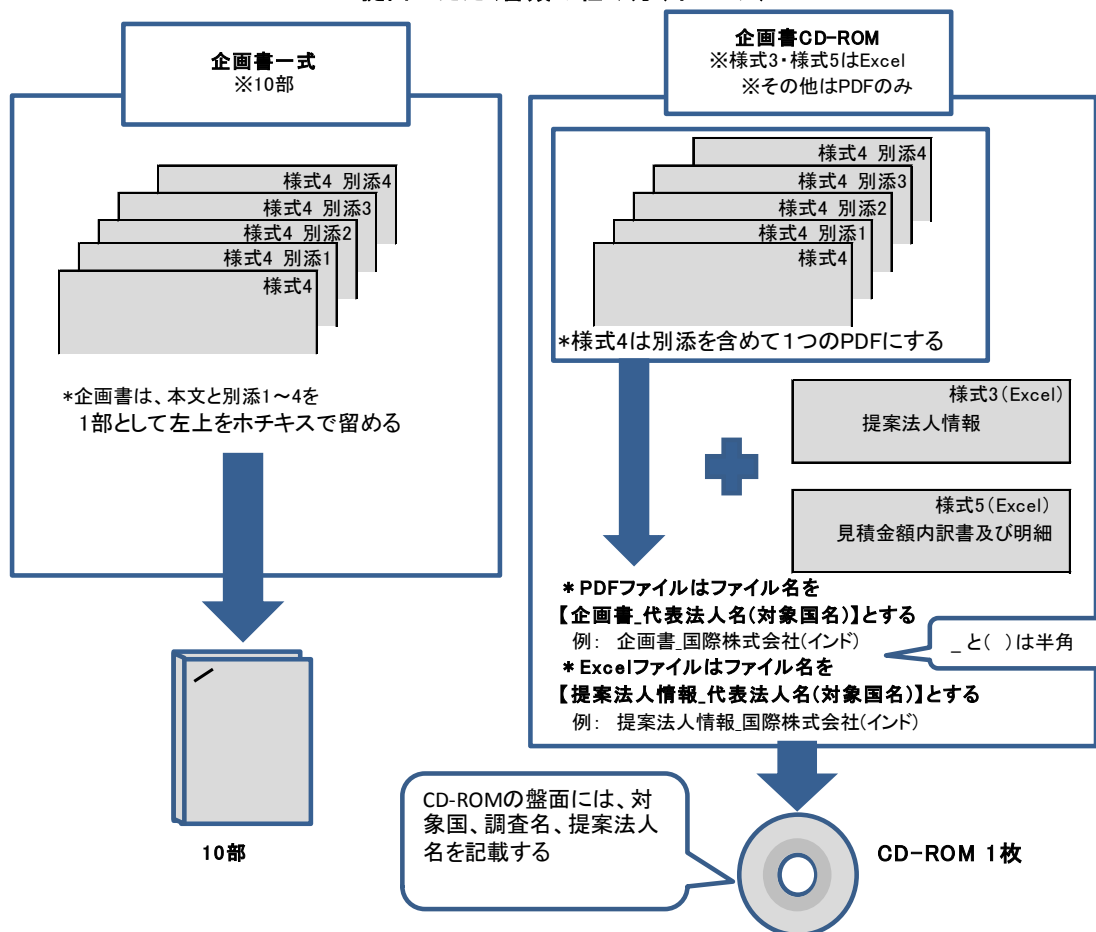 企画書一式
※10部
様式4 別添4
様式4 別添3
様式4 別添2
様式4 別添1
様式4
*企画書は、本文と別添1～4を
1部として左上をホチキスで留める
10部
企画書CD-ROM
※様式3・様式5はExcel
※その他はPDFのみ
様式4 別添4
様式4 別添3
様式4 別添2
様式4 別添1
様式4
*様式4は別添を含めて1つのPDFにする
様式3(Excel)
提案法人情報
様式5(Excel)
見積金額内訳書及び明細
* PDFファイルはファイル名を
【企画書_代表法人名(対象国名)】とする
例： 企画書_国際株式会社(インド)
_と( )は半角
* Excelファイルはファイル名を
【提案法人情報_代表法人名(対象国名)】とする
例： 提案法人情報_国際株式会社(インド)
CD-ROMの盤面には、対
象国、調査名、提案法人
名を記載する
CD-ROM 1枚